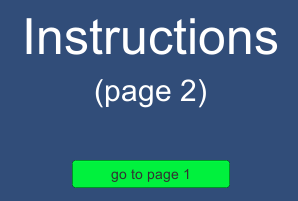 Instructions
(page 2)
go to page 1